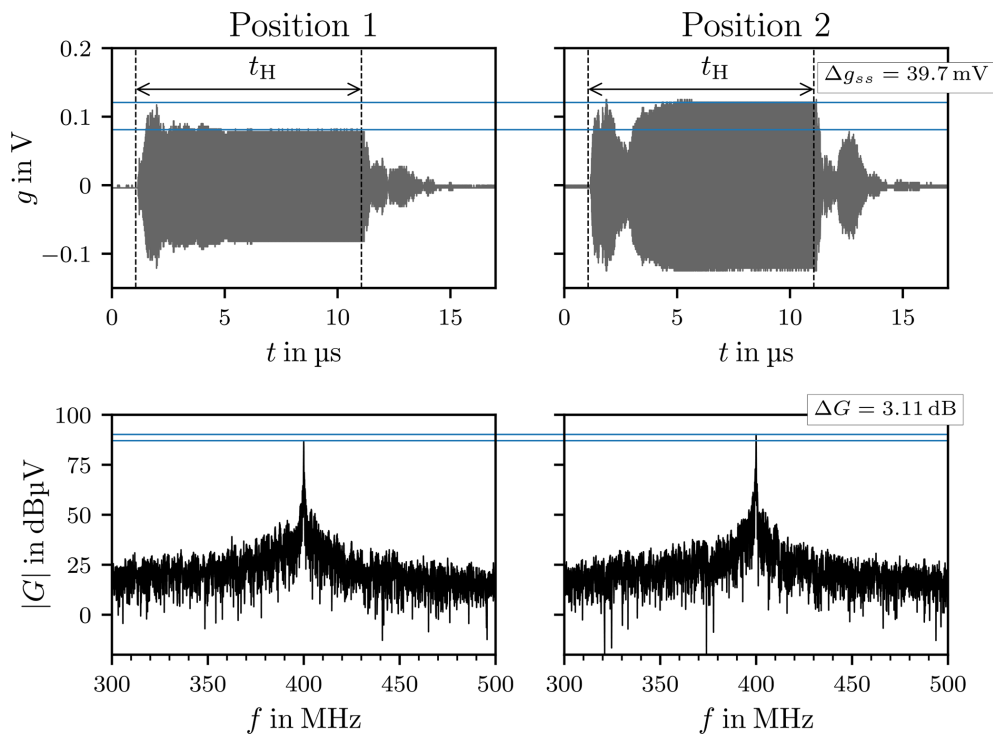 Position 1
Position 2
0.2
t_H
t_H
Δg_ss = 39.7 mV
0.1
g in V
0
−0.1
0
5
10
15
0
5
10
15
t in µs
t in µs
ΔG = 3.11 dB
100
75
|G| in dBµV
50
25
0
300
350
400
450
500
300
350
400
450
500
f in MHz
f in MHz